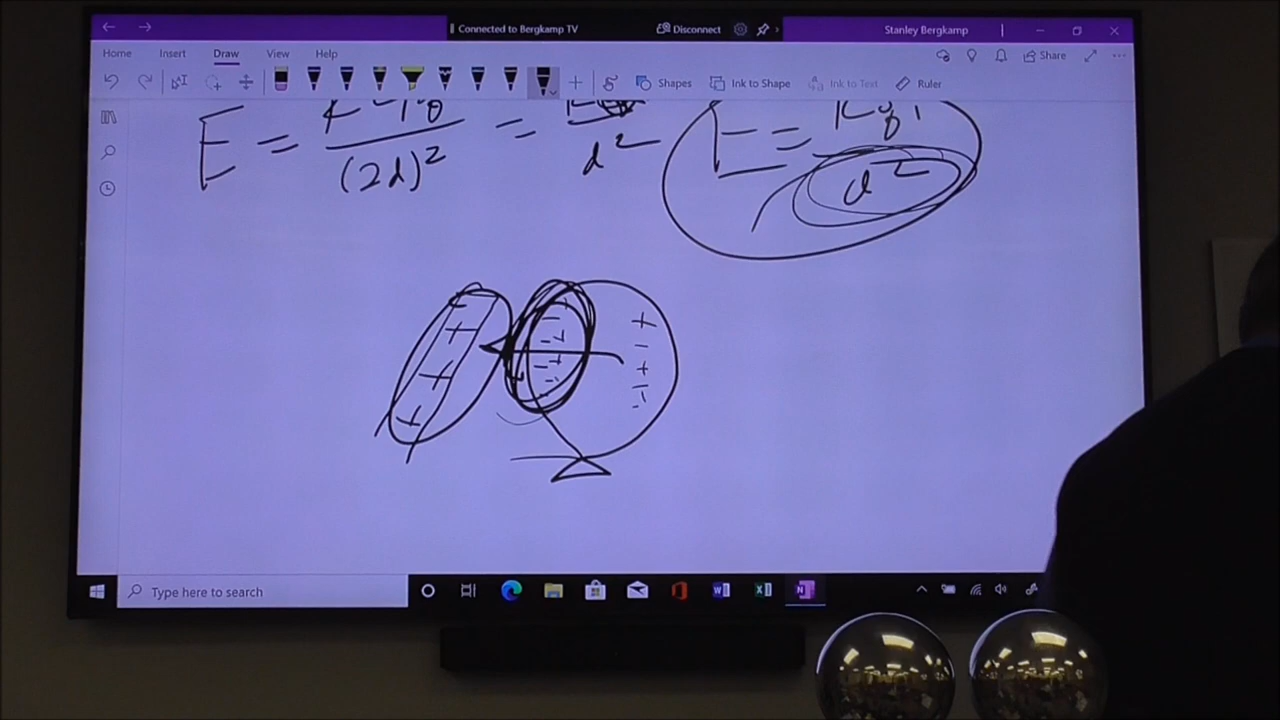 Connected to Bergkamp TV Disconnect Stanley Bergkamp
Home Insert Draw View Help Share
Shapes Ink to Shape Ink to Text Ruler
E = / (2d)² = / d²
E = / d²
+ +
+ -
+ +
+ -
Type here to search